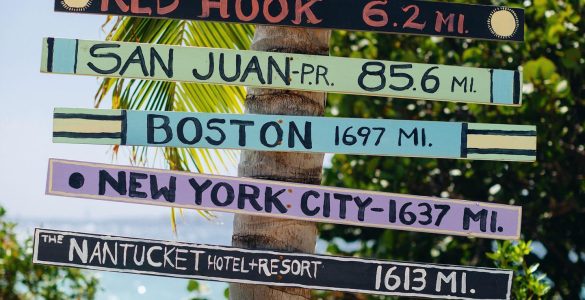 RED HOOK 6.2 MI.
SAN JUAN-P.R. 85.6 MI.
BOSTON 1697 MI.
NEW YORK CITY-1637 MI.
THE NANTUCKET HOTEL+RESORT 1613 MI.